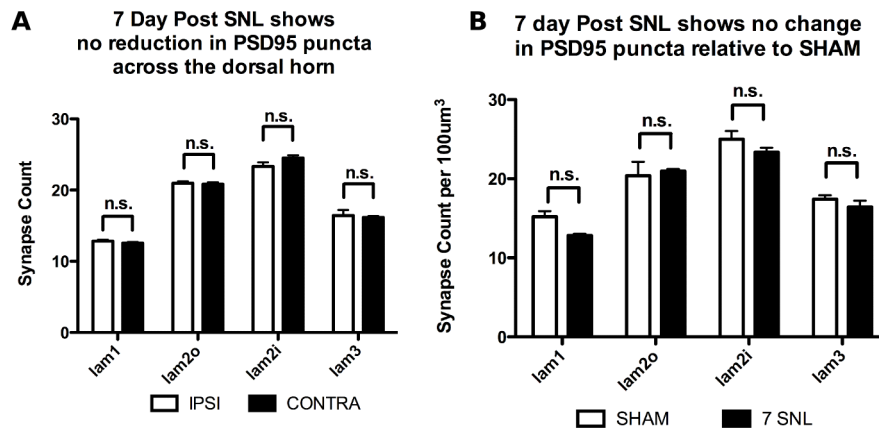 A
7 Day Post SNL shows
no reduction in PSD95 puncta
across the dorsal horn
Synapse Count
30
20
10
0
n.s.
n.s.
n.s.
n.s.
lam1
lam2o
lam2i
lam3
IPSI
CONTRA
B
7 day Post SNL shows no change
in PSD95 puncta relative to SHAM
Synapse Count per 100um³
30
20
10
0
n.s.
n.s.
n.s.
n.s.
lam1
lam2o
lam2i
lam3
SHAM
7 SNL